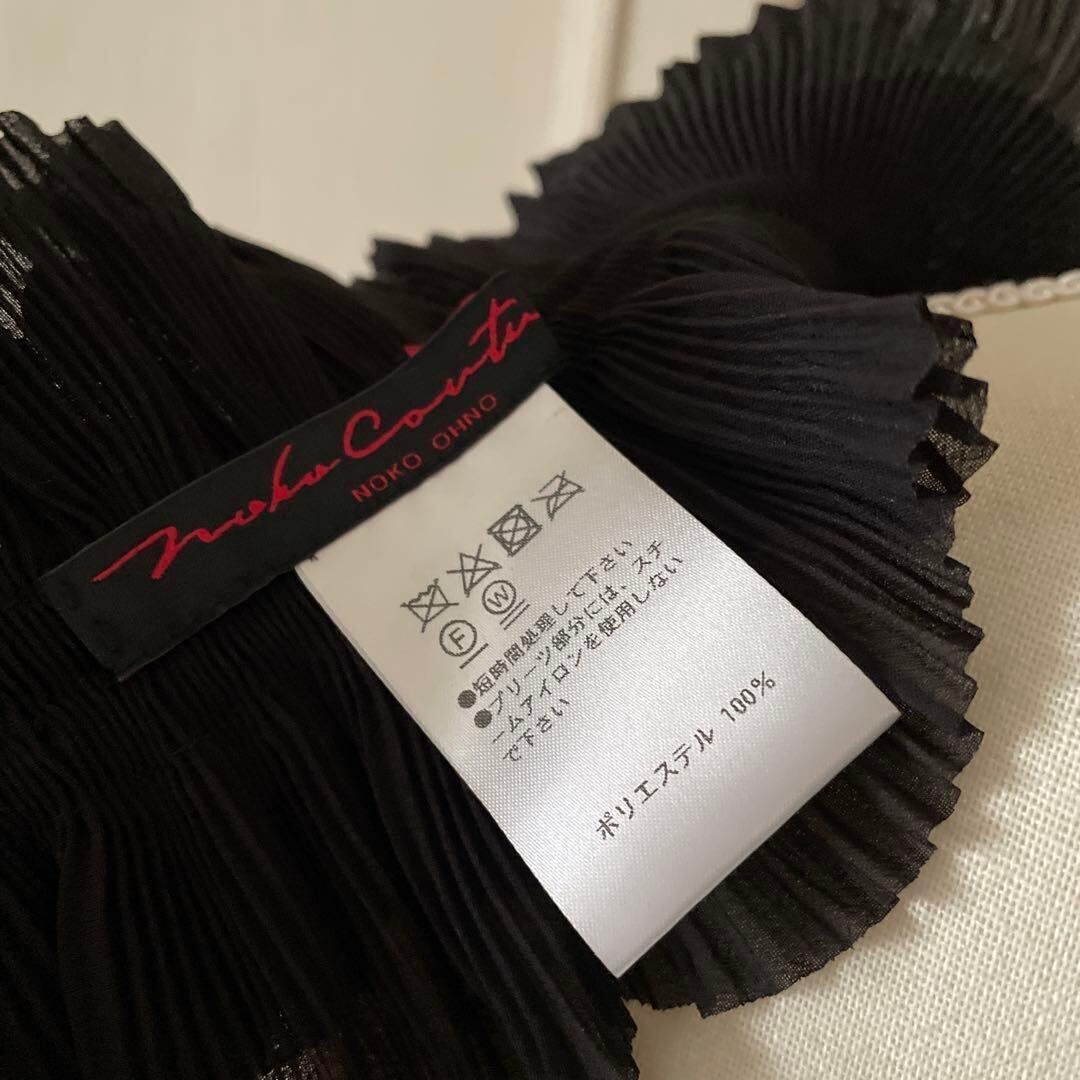 noko Coutu
NOKO OHNO
F W
●短時間処理して下さい
●プリーツ部分には、スチ
ームアイロンを使用しない
で下さい
ポリエステル 100%